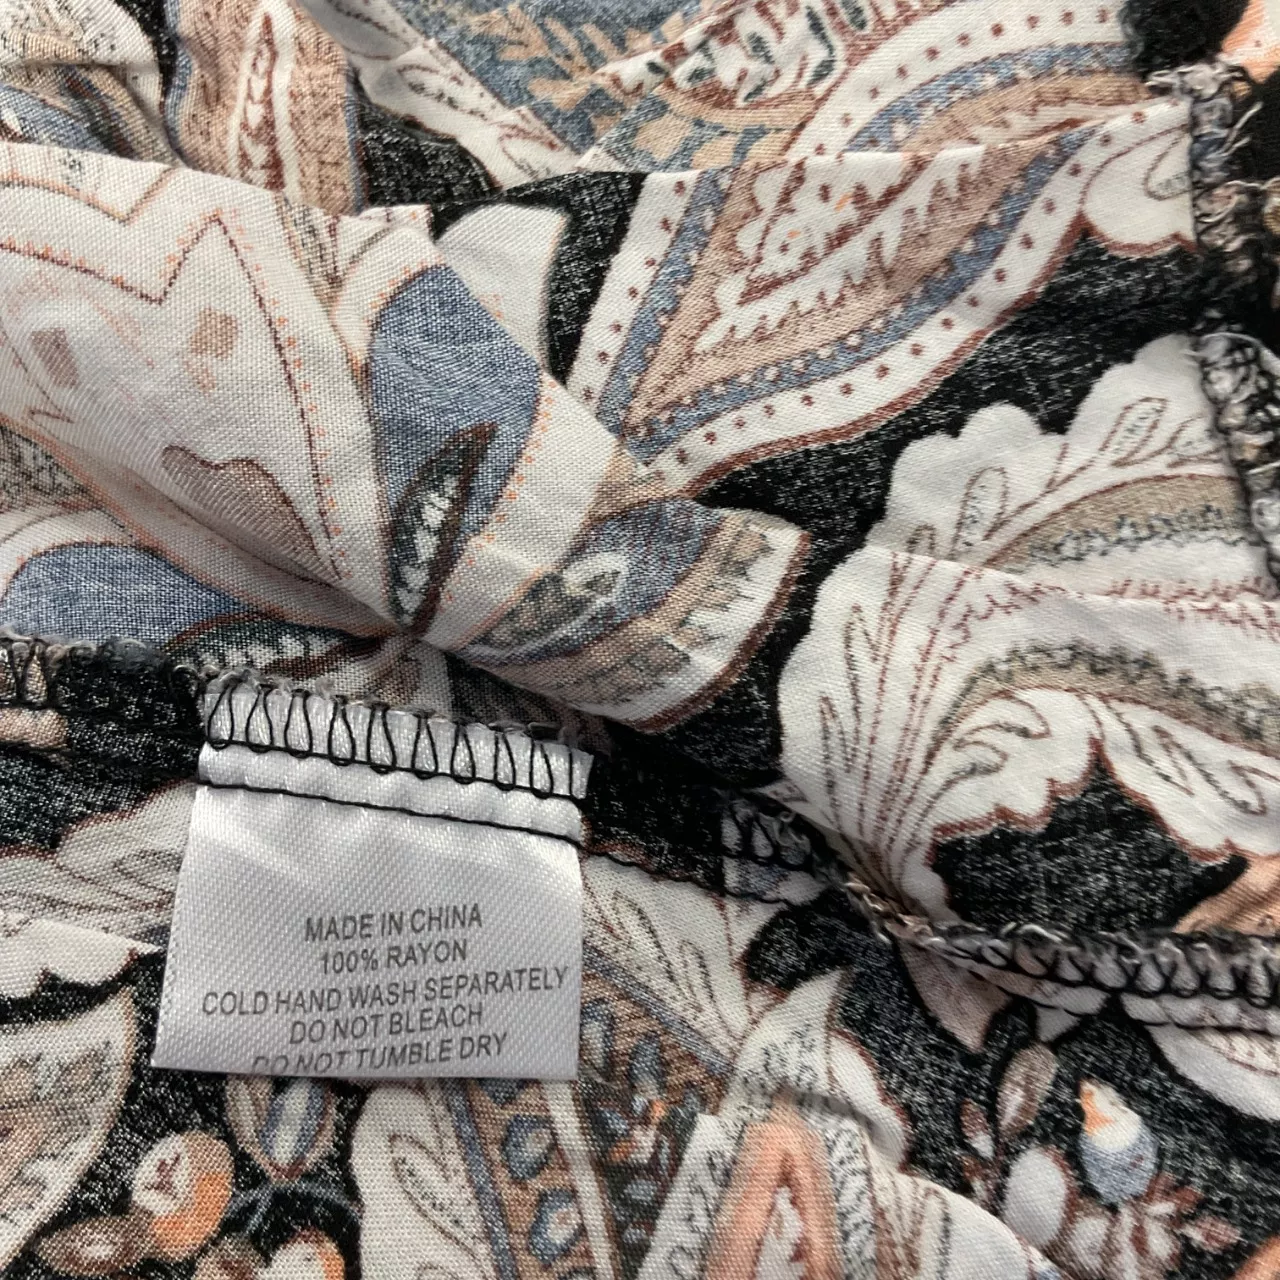 MADE IN CHINA
100% RAYON
COLD HAND WASH SEPARATELY
DO NOT BLEACH
DO NOT TUMBLE DRY